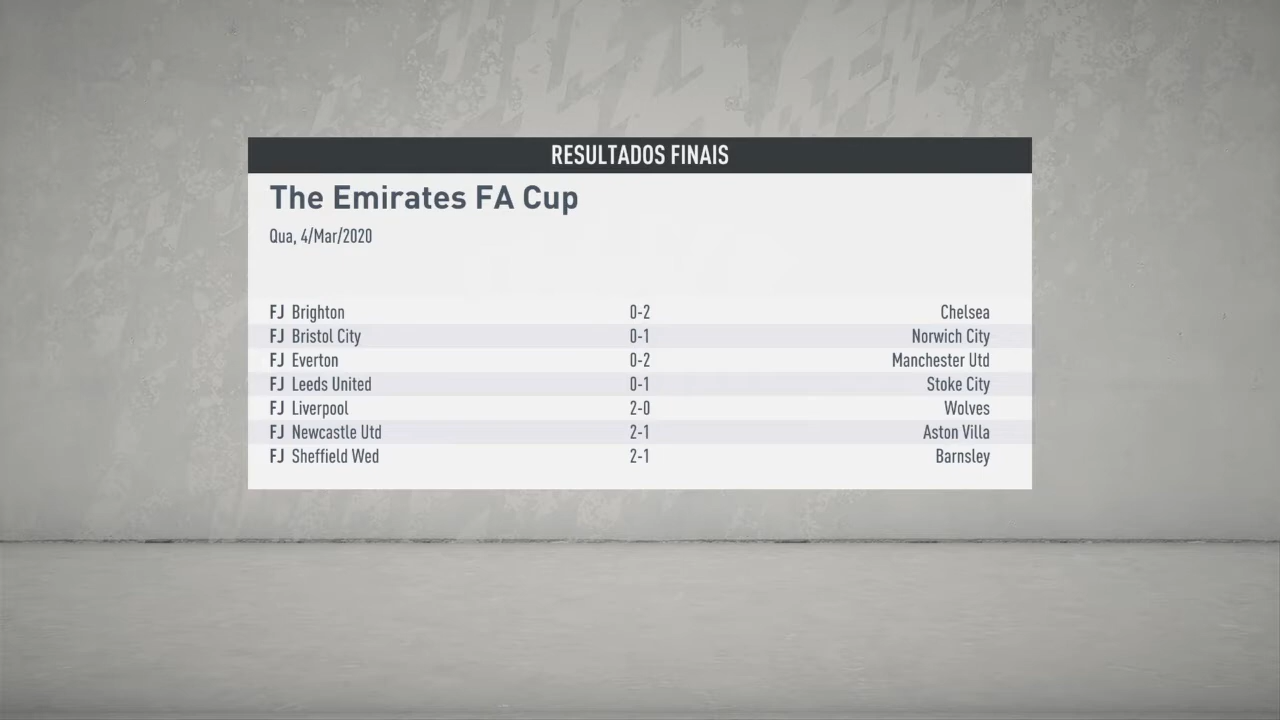 RESULTADOS FINAIS
The Emirates FA Cup
Qua, 4/Mar/2020
FJ Brighton 0-2 Chelsea
FJ Bristol City 0-1 Norwich City
FJ Everton 0-2 Manchester Utd
FJ Leeds United 0-1 Stoke City
FJ Liverpool 2-0 Wolves
FJ Newcastle Utd 2-1 Aston Villa
FJ Sheffield Wed 2-1 Barnsley